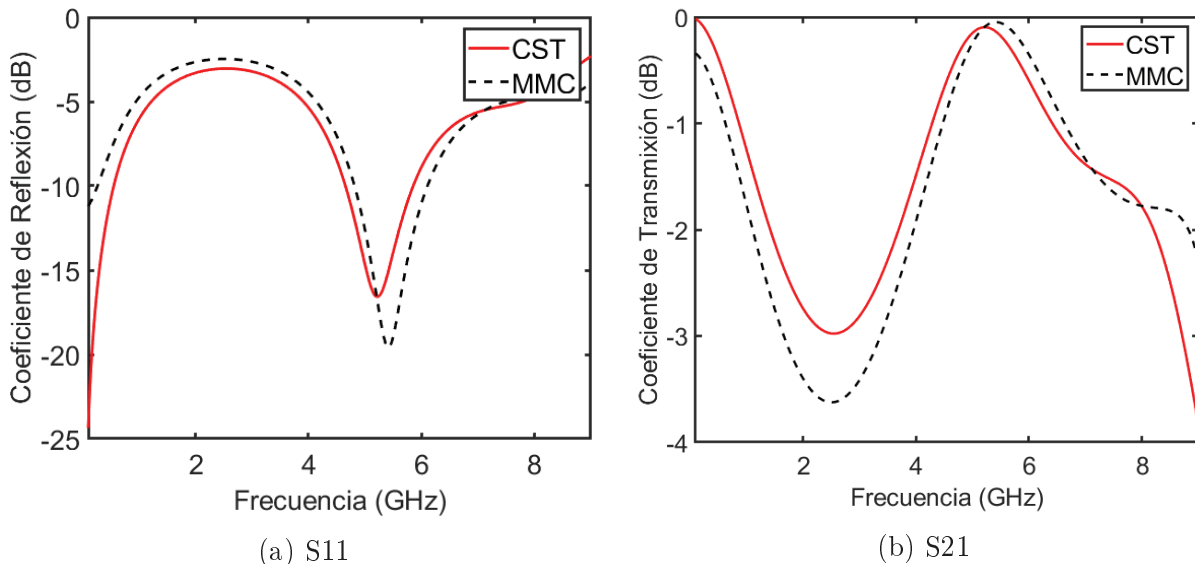 0
-5
-10
-15
-20
-25
2
4
6
8
Coeficiente de Reflexión (dB)
Frecuencia (GHz)
CST
MMC
(a) S11
0
-1
-2
-3
-4
2
4
6
8
Coeficiente de Transmixión (dB)
Frecuencia (GHz)
CST
MMC
(b) S21